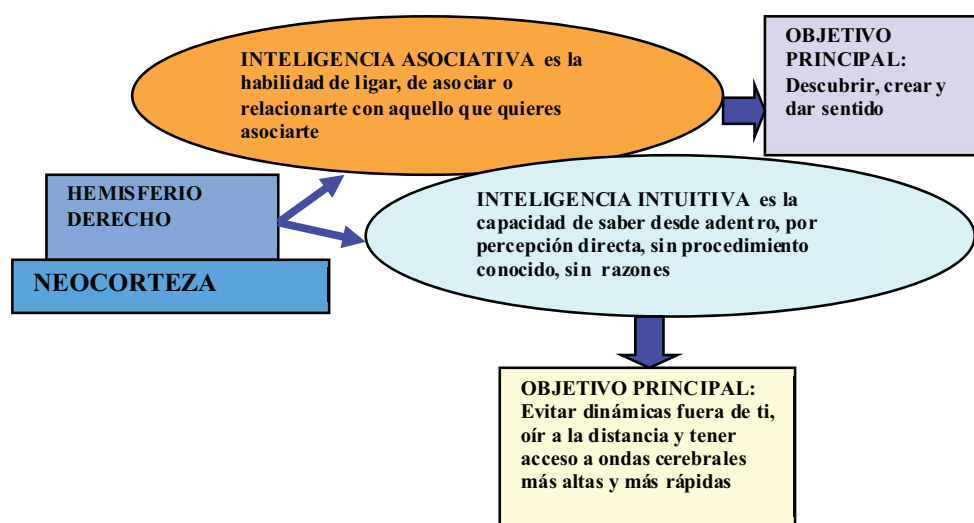 INTELIGENCIA ASOCIATIVA es la
habilidad de ligar, de asociar o
relacionarte con aquello que quieres
asociarte
OBJETIVO
PRINCIPAL:
Descubrir, crear y
dar sentido
HEMISFERIO
DERECHO
NEOCORTEZA
INTELIGENCIA INTUITIVA es la
capacidad de saber desde adentro, por
percepción directa, sin procedimiento
conocido, sin razones
OBJETIVO PRINCIPAL:
Evitar dinámicas fuera de ti,
oír a la distancia y tener
acceso a ondas cerebrales
más altas y más rápidas